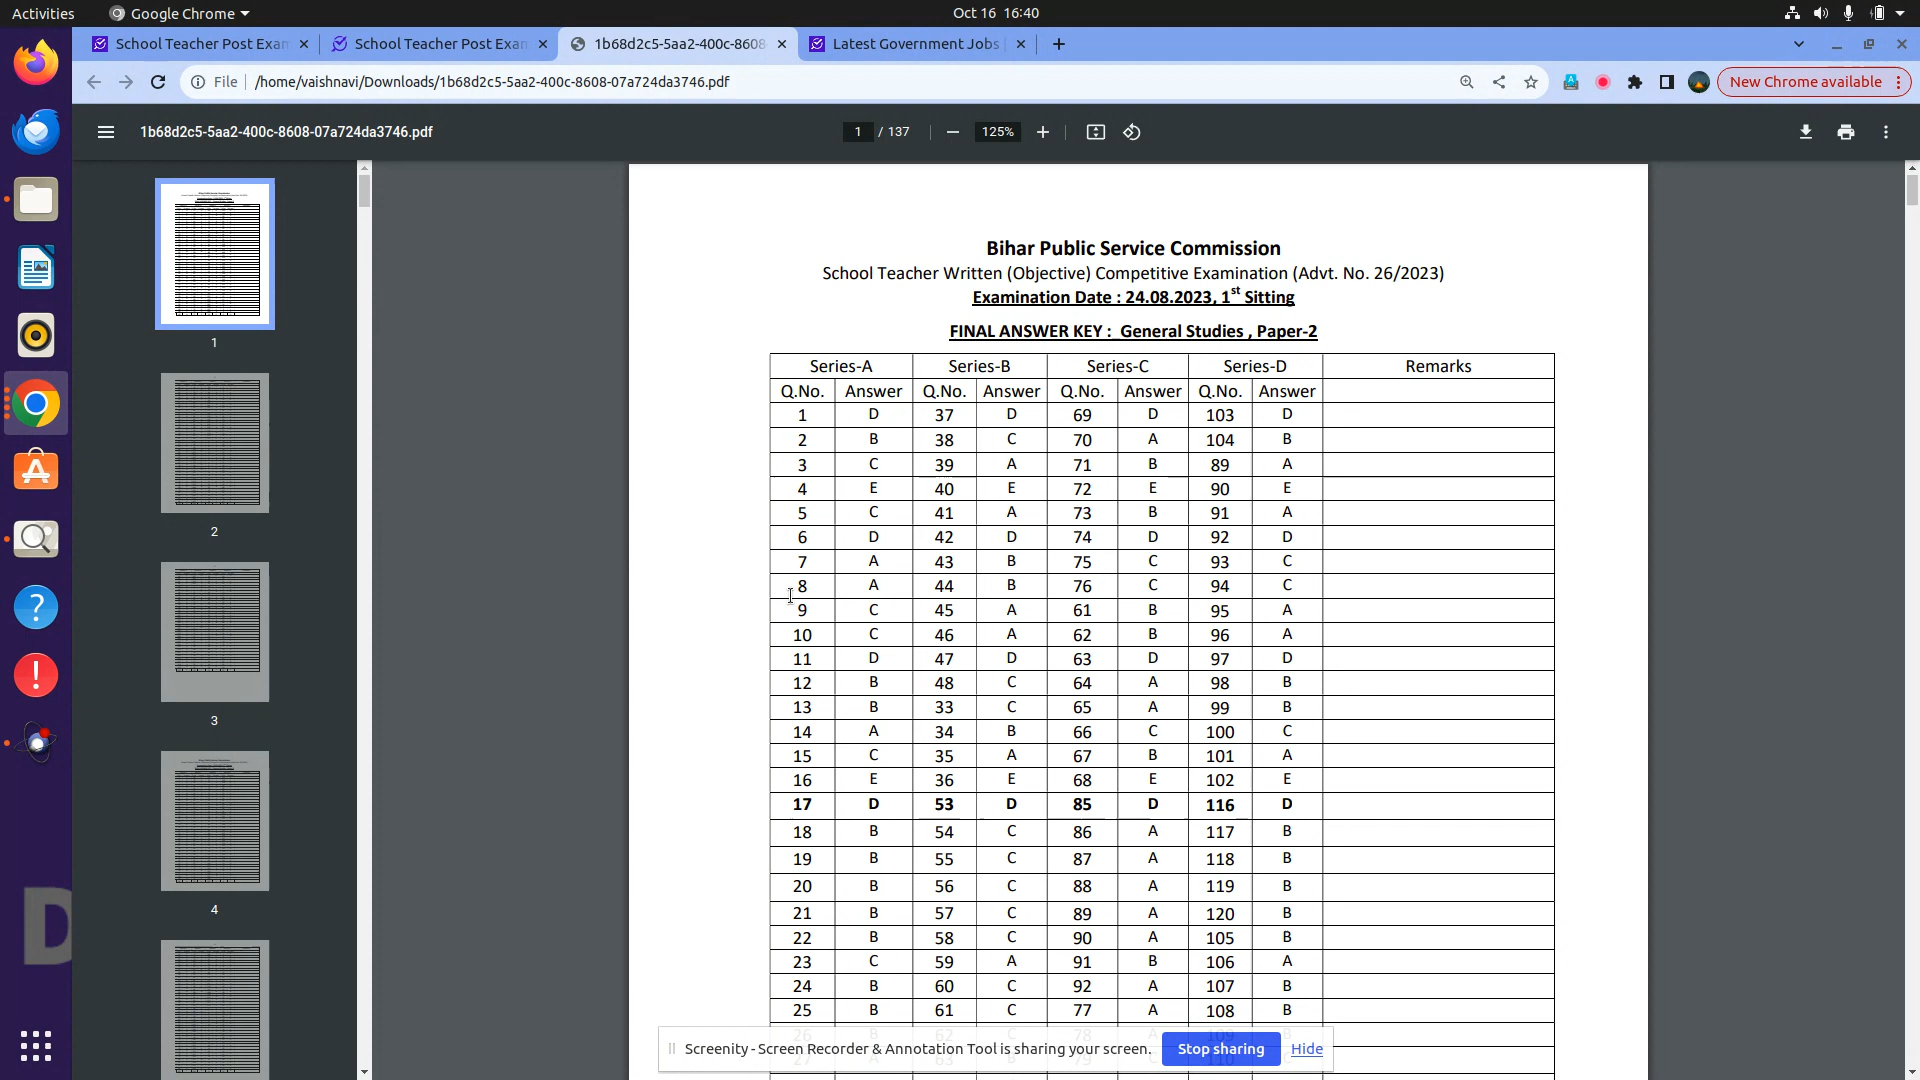 Activities Google Chrome Oct 16 16:40
School Teacher Post Exam School Teacher Post Exam 1b68d2c5-5aa2-400c-8608 Latest Government Jobs
File /home/vaishnavi/Downloads/1b68d2c5-5aa2-400c-8608-07a724da3746.pdf New Chrome available
1b68d2c5-5aa2-400c-8608-07a724da3746.pdf 1 / 137 125%
1
2
3
4
Bihar Public Service Commission
School Teacher Written (Objective) Competitive Examination (Advt. No. 26/2023)
Examination Date : 24.08.2023, 1st Sitting
FINAL ANSWER KEY : General Studies , Paper-2
Series-A Series-B Series-C Series-D Remarks
Q.No. Answer Q.No. Answer Q.No. Answer Q.No. Answer
1 D 37 D 69 D 103 D
2 B 38 C 70 A 104 B
3 C 39 A 71 B 89 A
4 E 40 E 72 E 90 E
5 C 41 A 73 B 91 A
6 D 42 D 74 D 92 D
7 A 43 B 75 C 93 C
8 A 44 B 76 C 94 C
9 C 45 A 61 B 95 A
10 C 46 A 62 B 96 A
11 D 47 D 63 D 97 D
12 B 48 C 64 A 98 B
13 B 33 C 65 A 99 B
14 A 34 B 66 C 100 C
15 C 35 A 67 B 101 A
16 E 36 E 68 E 102 E
17 D 53 D 85 D 116 D
18 B 54 C 86 A 117 B
19 B 55 C 87 A 118 B
20 B 56 C 88 A 119 B
21 B 57 C 89 A 120 B
22 B 58 C 90 A 105 B
23 C 59 A 91 B 106 A
24 B 60 C 92 A 107 B
25 B 61 C 77 A 108 B
26 B 62 C 78 A 109 B
Screenity - Screen Recorder & Annotation Tool is sharing your screen. Stop sharing Hide